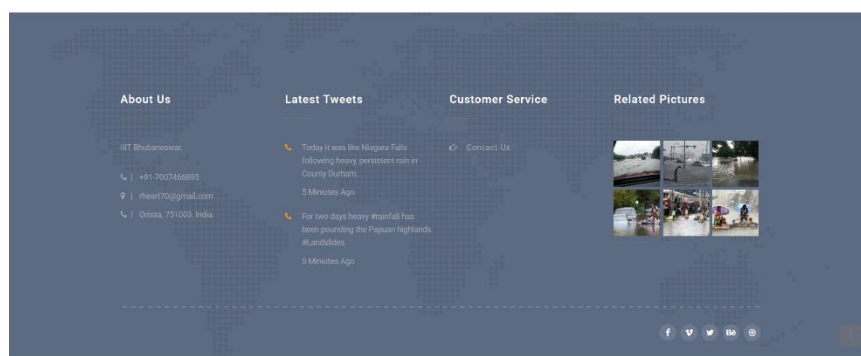 About Us
IIIT Bhubaneswar.
+91-7007466895
rheart70@gmail.com
Orissa, 751003, India.
Latest Tweets
Today it was like Niagara Falls
following heavy, persistent rain in
County Durham.
5 Miniutes Ago
For two days heavy #rainfall has
been pounding the Papuan highlands
#Landslides.
5 Miniutes Ago
Customer Service
Contact Us
Related Pictures